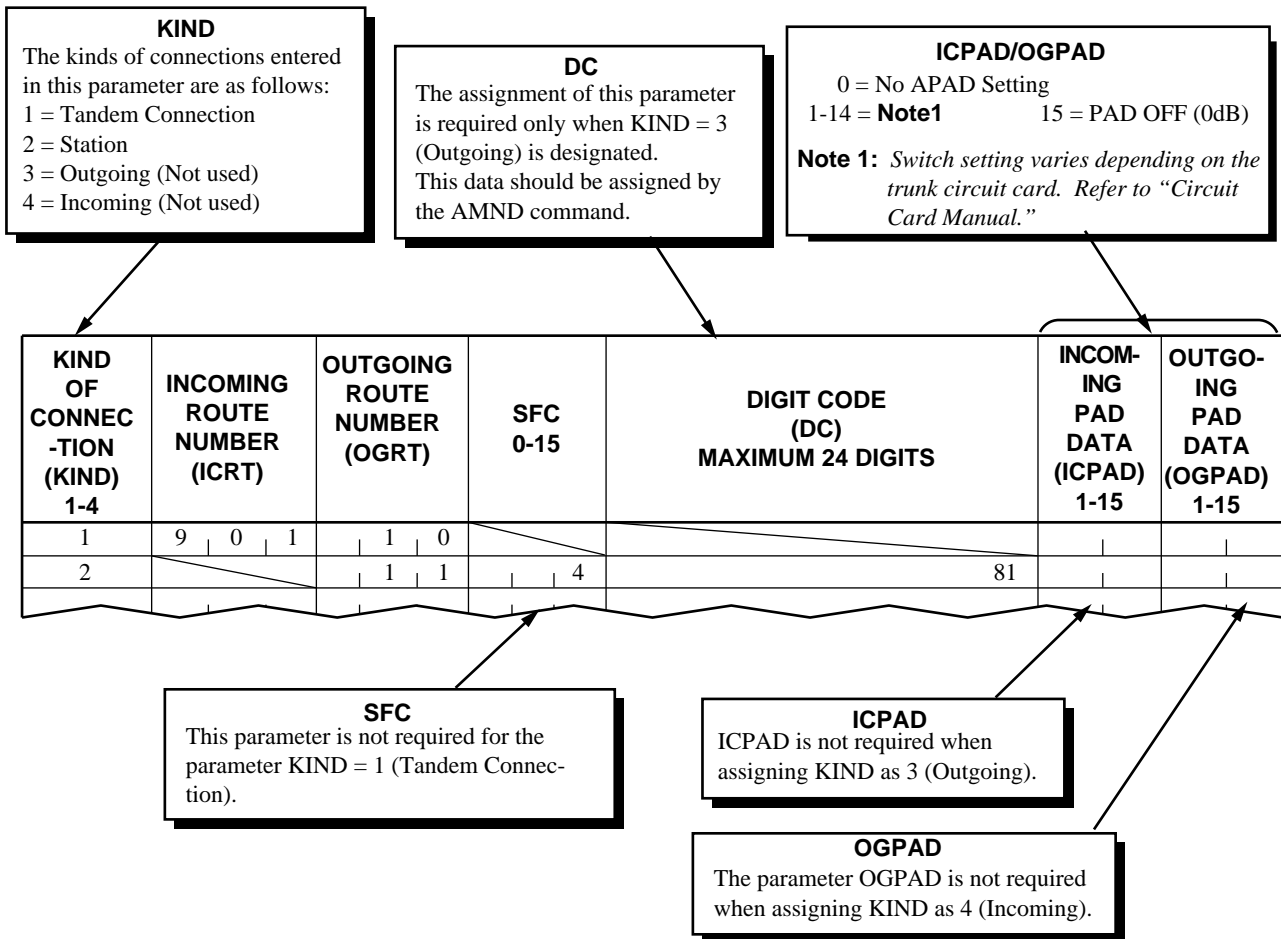 KIND
The kinds of connections entered
in this parameter are as follows:
1 = Tandem Connection
2 = Station
3 = Outgoing (Not used)
4 = Incoming (Not used)
DC
The assignment of this parameter
is required only when KIND = 3
(Outgoing) is designated.
This data should be assigned by
the AMND command.
ICPAD/OGPAD
0 = No APAD Setting
1-14 = Note1 15 = PAD OFF (0dB)
Note 1: Switch setting varies depending on the
trunk circuit card. Refer to “Circuit
Card Manual.”
KIND
OF
CONNEC
-TION
(KIND)
1-4
INCOMING
ROUTE
NUMBER
(ICRT)
OUTGOING
ROUTE
NUMBER
(OGRT)
SFC
0-15
DIGIT CODE
(DC)
MAXIMUM 24 DIGITS
INCOM-
ING
PAD
DATA
(ICPAD)
1-15
OUTGO-
ING
PAD
DATA
(OGPAD)
1-15
1 9 0 1 1 0
2 1 1 4 81
SFC
This parameter is not required for the
parameter KIND = 1 (Tandem Connec-
tion).
ICPAD
ICPAD is not required when
assigning KIND as 3 (Outgoing).
OGPAD
The parameter OGPAD is not required
when assigning KIND as 4 (Incoming).